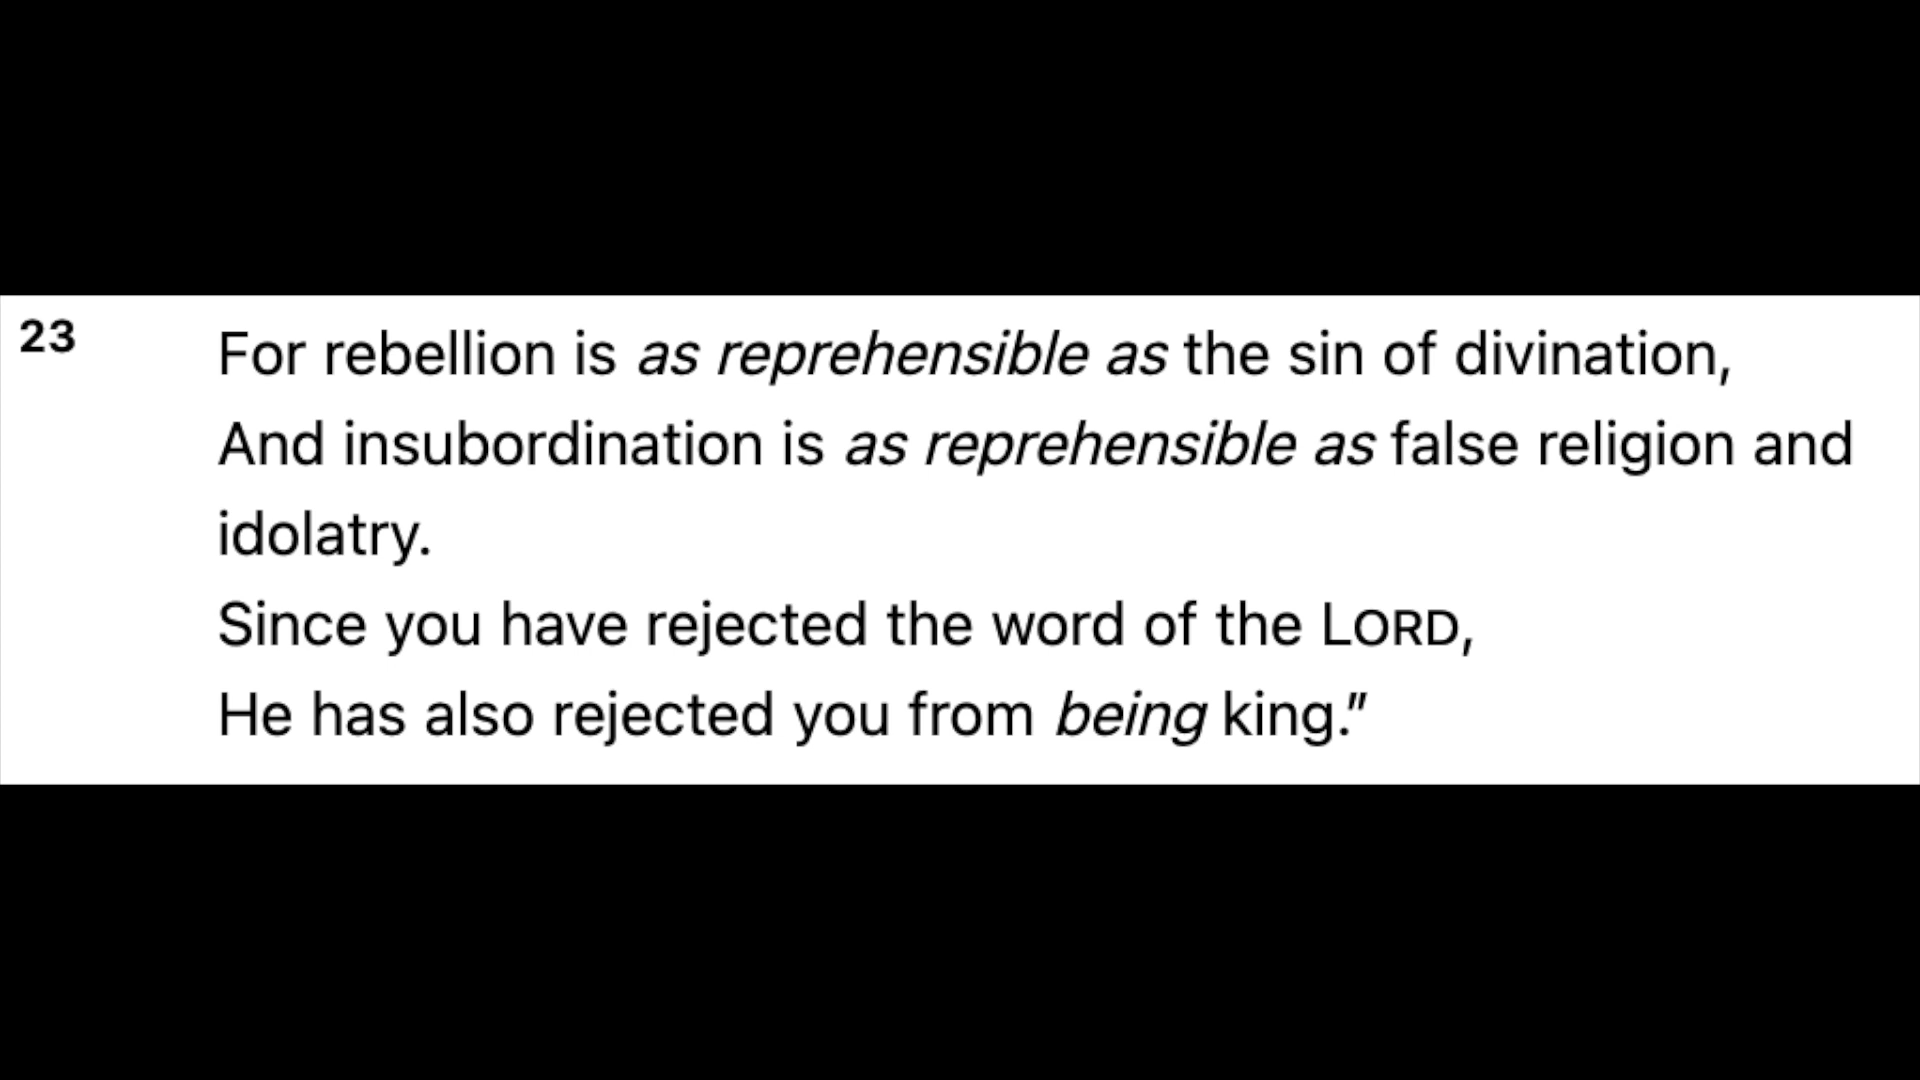 23 For rebellion is as reprehensible as the sin of divination,
And insubordination is as reprehensible as false religion and
idolatry.
Since you have rejected the word of the LORD,
He has also rejected you from being king.”